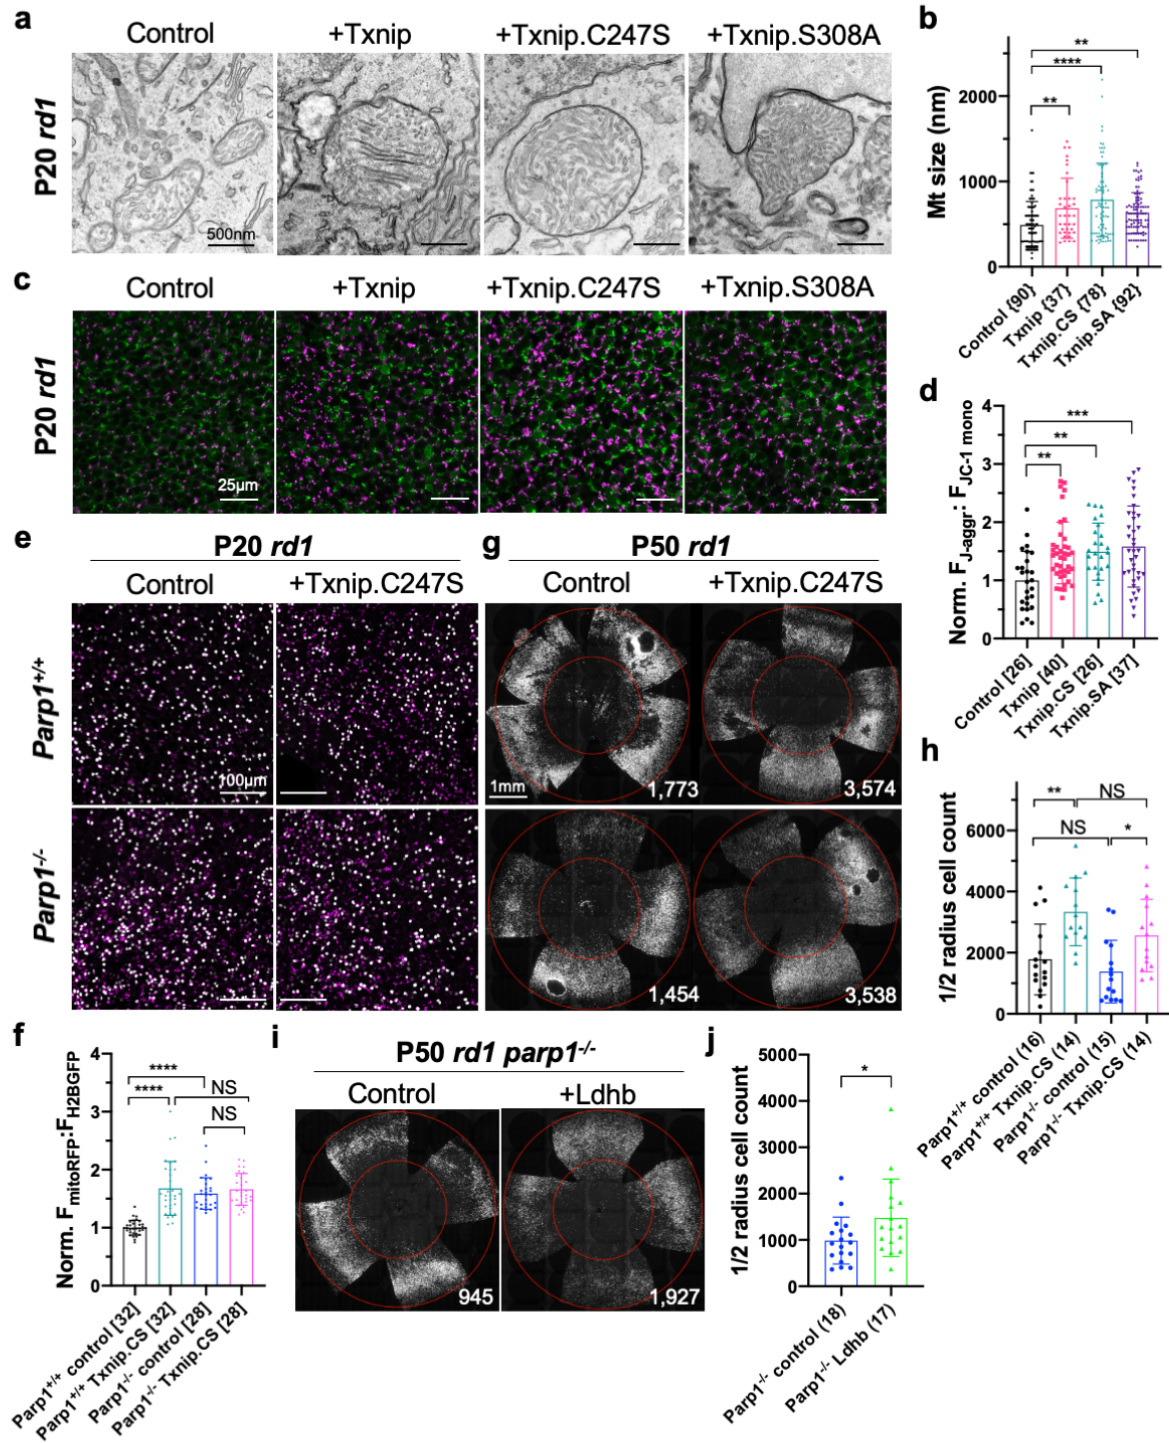 a
Control
+Txnip
+Txnip.C247S
+Txnip.S308A
P20 rd1
500nm
b
Mt size (nm)
2000
1000
0
**
****
**
Control {90}
Txnip {37}
Txnip.CS {78}
Txnip.SA {92}
c
Control
+Txnip
+Txnip.C247S
+Txnip.S308A
P20 rd1
25µm
d
Norm. FJ-aggr: FJC-1 mono
4
3
2
1
0
***
**
**
Control [26]
Txnip [40]
Txnip.CS [26]
Txnip.SA [37]
e
P20 rd1
Control
+Txnip.C247S
Parp1+/+
100µm
Parp1-/-
g
P50 rd1
Control
+Txnip.C247S
1mm
1,773
3,574
1,454
3,538
h
1/2 radius cell count
6000
4000
2000
0
**
NS
NS
*
Parp1+/+ control (16)
Parp1+/+ Txnip.CS (14)
Parp1-/- control (15)
Parp1-/- Txnip.CS (14)
f
Norm. FmitoRFP:FH2BGFP
4
3
2
1
0
****
****
NS
NS
Parp1+/+ control [32]
Parp1+/+ Txnip.CS [32]
Parp1-/- control [28]
Parp1-/- Txnip.CS [28]
i
P50 rd1 parp1-/-
Control
+Ldhb
945
1,927
j
1/2 radius cell count
5000
4000
3000
2000
1000
0
*
Parp1-/- control (18)
Parp1-/- Ldhb (17)